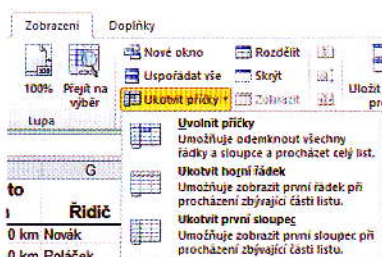 Zobrazení Doplňky
Nové okno Rozdělit
Uspořádat vše Skrýt
100% Přejít na výběr Ukotvit příčky Zobrazit Uložit
pr
Lupa
Uvolnit příčky
Umožňuje odemknout všechny
řádky a sloupce a procházet celý list.
Ukotvit horní řádek
Umožňuje zobrazit první řádek při
procházení zbývající části listu.
Ukotvit první sloupec
Umožňuje zobrazit první sloupec při
procházení zbývající části listu.
G
to
Řidič
0 km Novák
0 km Poláček